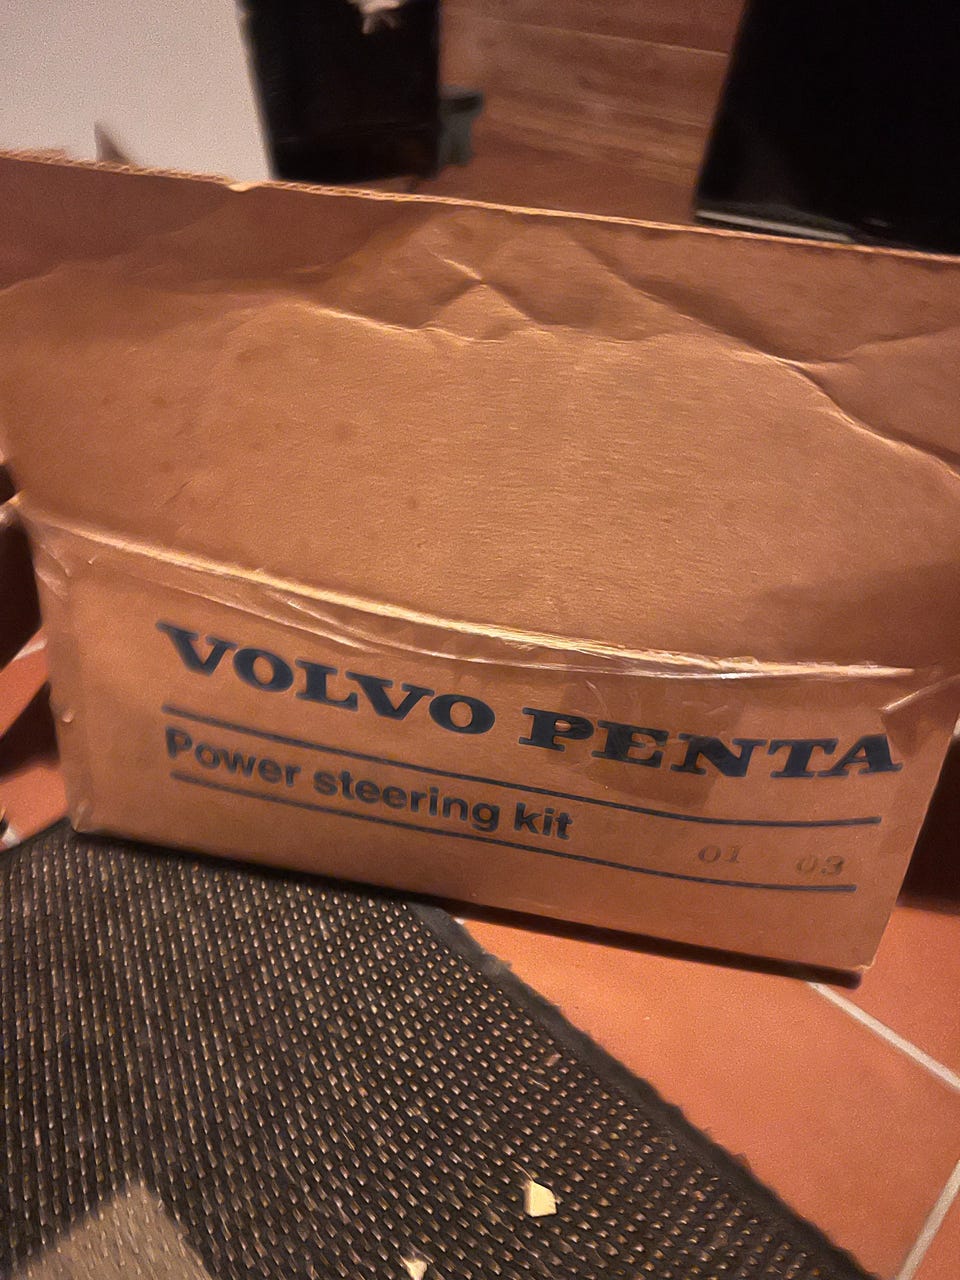 VOLVO PENTA
Power steering kit
01 03